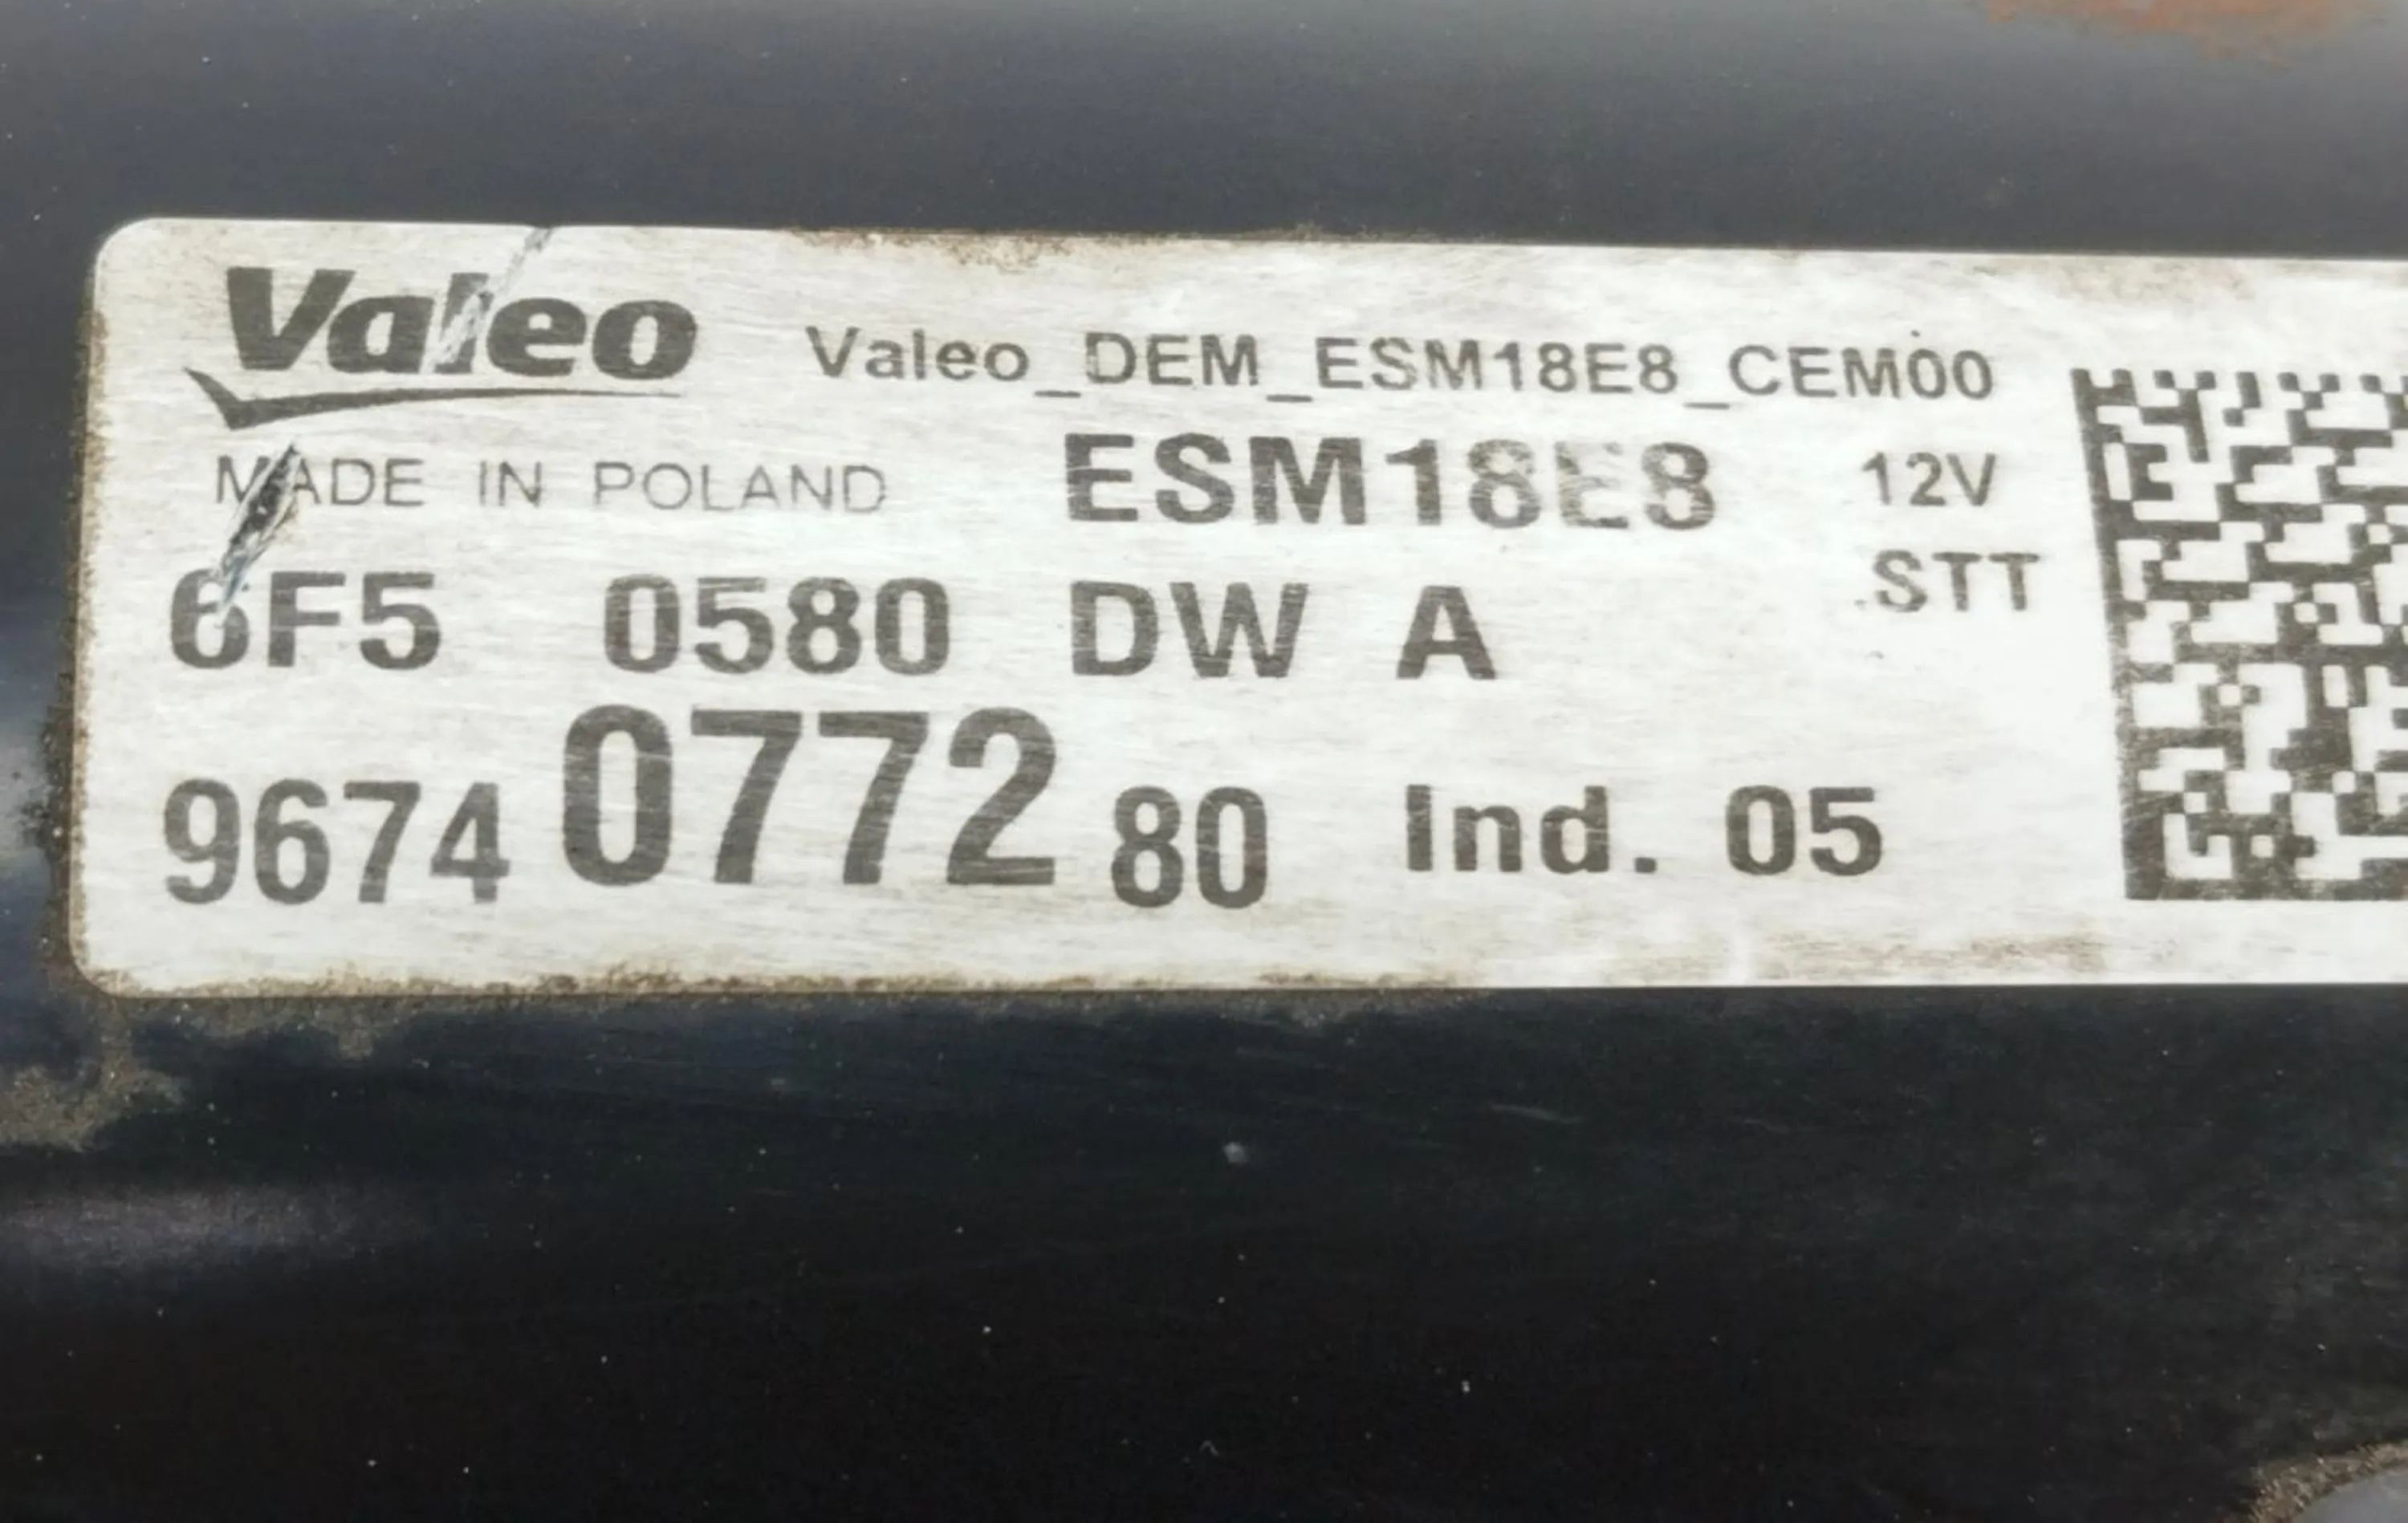 Valeo Valeo_DEM_ESM18E8_CEM00
MADE IN POLAND ESM18E8 12V
6F5 0580 DW A STT
9674 0772 80 Ind. 05